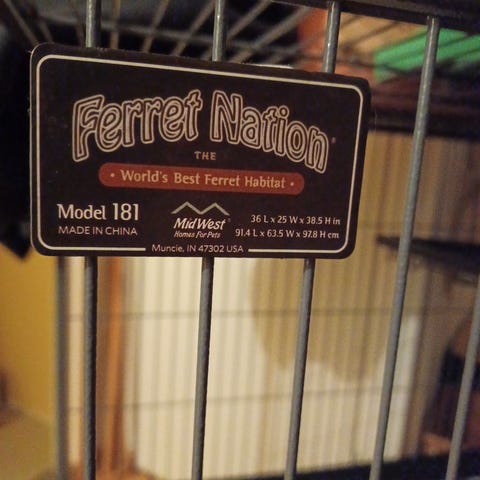 Ferret Nation®
THE
• World's Best Ferret Habitat •
Model 181
MADE IN CHINA
MidWest®
Homes For Pets
36 L x 25 W x 38.5 H in
91.4 L x 63.5 W x 97.8 H cm
Muncie, IN 47302 USA